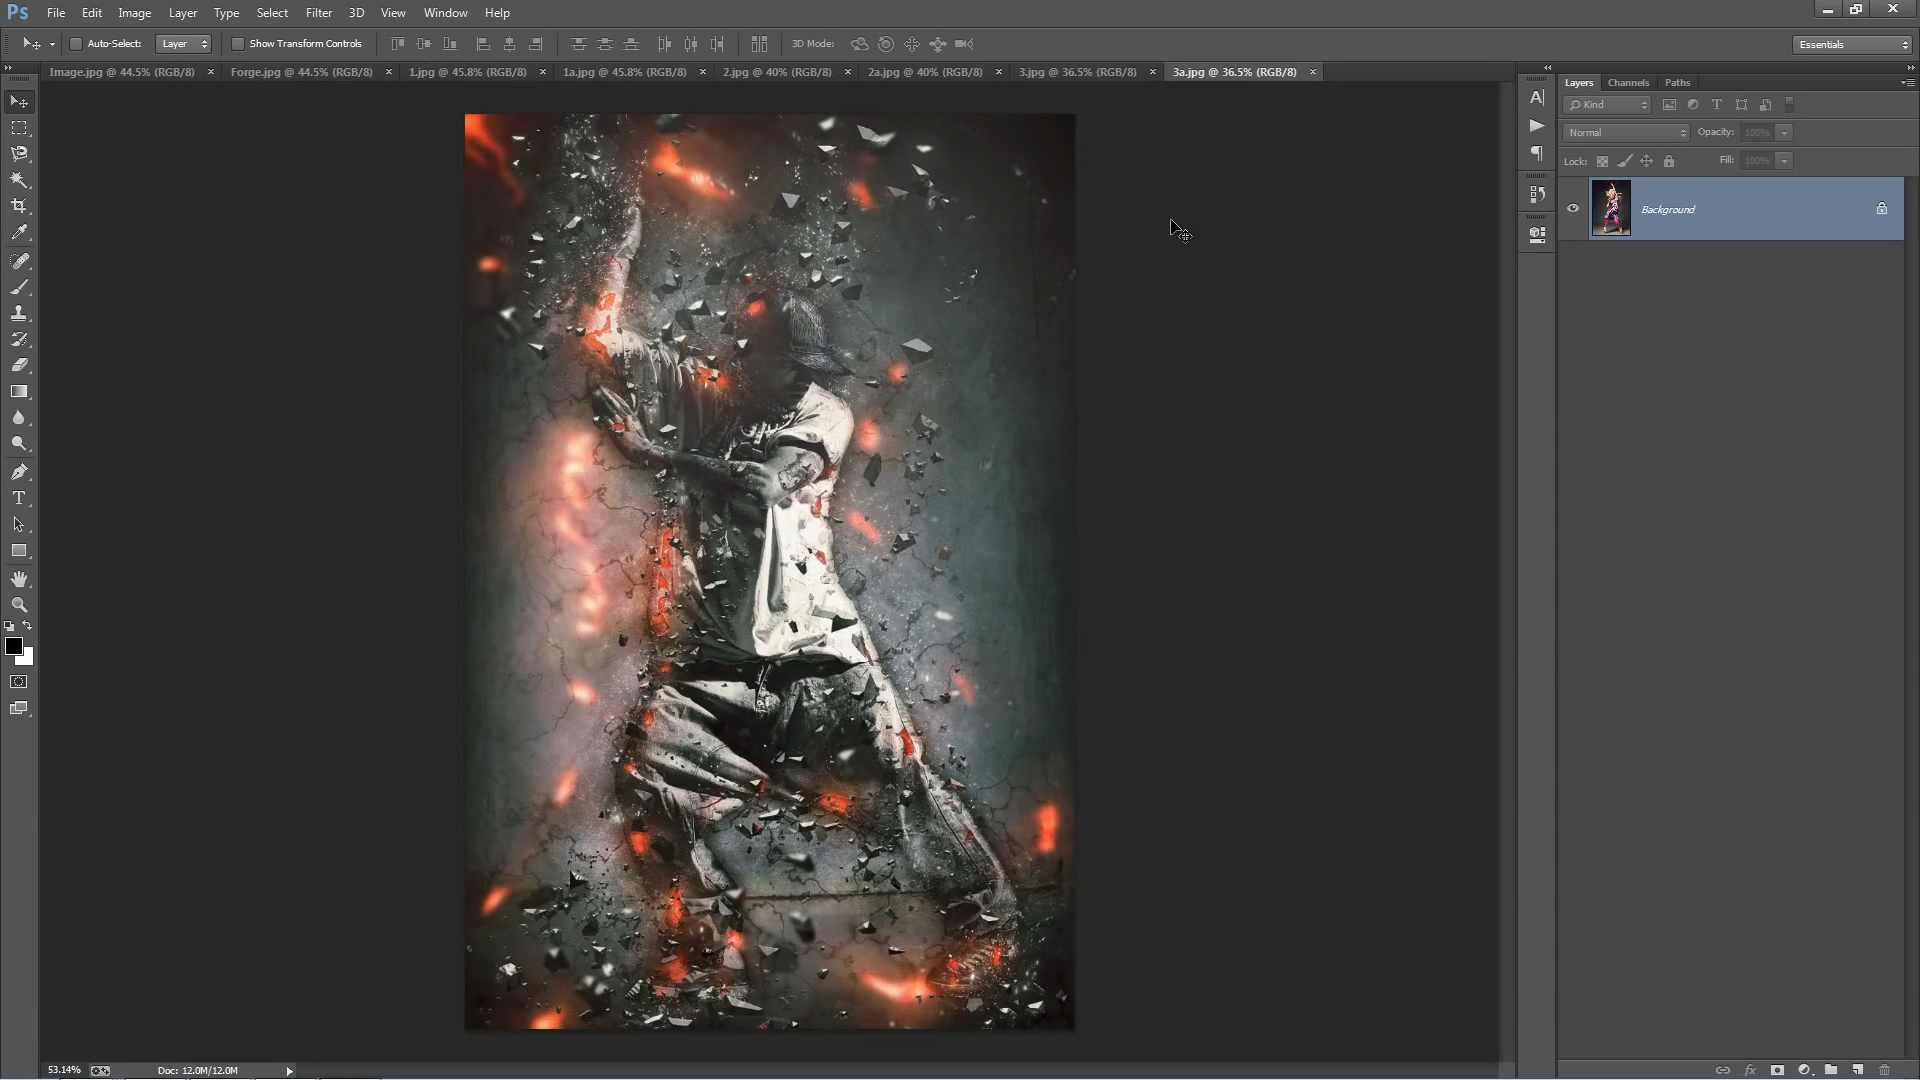 Ps File Edit Image Layer Type Select Filter 3D View Window Help
Auto-Select: Layer Show Transform Controls 3D Mode: Essentials
Image.jpg @ 44.5% (RGB/8) × Forge.jpg @ 44.5% (RGB/8) × 1.jpg @ 45.8% (RGB/8) × 1a.jpg @ 45.8% (RGB/8) × 2.jpg @ 40% (RGB/8) × 2a.jpg @ 40% (RGB/8) × 3.jpg @ 36.5% (RGB/8) × 3a.jpg @ 36.5% (RGB/8) ×
Layers Channels Paths
Kind
Normal Opacity: 100%
Lock: Fill: 100%
Background
53.14% Doc: 12.0M/12.0M